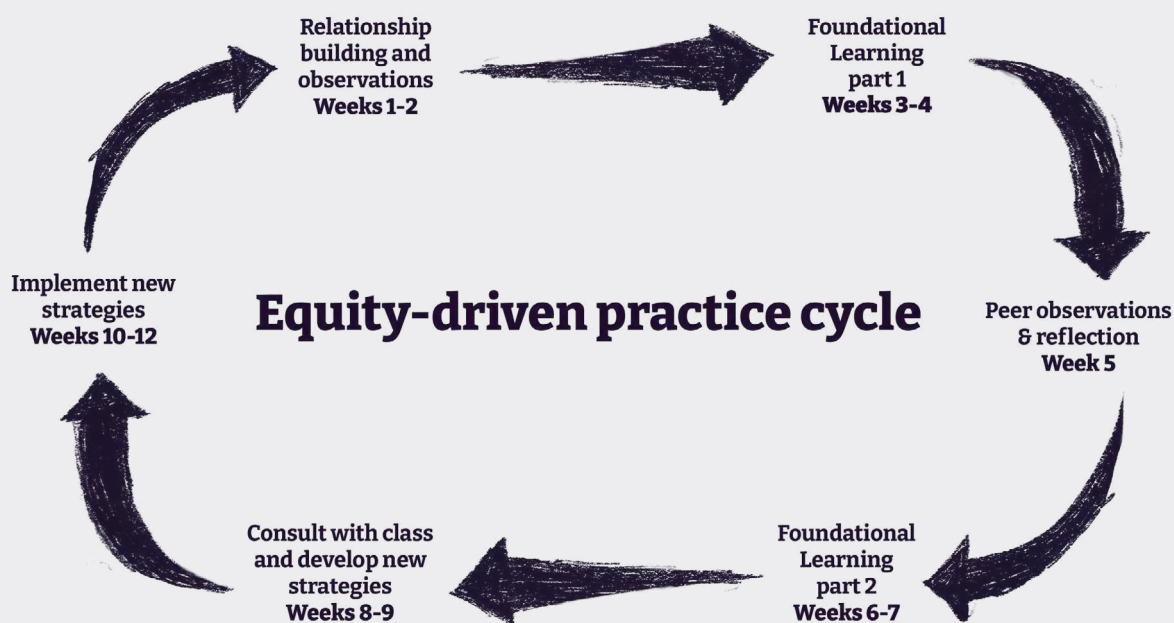 Relationship
building and
observations
Weeks 1-2
Foundational
Learning
part 1
Weeks 3-4
Peer observations
& reflection
Week 5
Foundational
Learning
part 2
Weeks 6-7
Consult with class
and develop new
strategies
Weeks 8-9
Implement new
strategies
Weeks 10-12
Equity-driven practice cycle